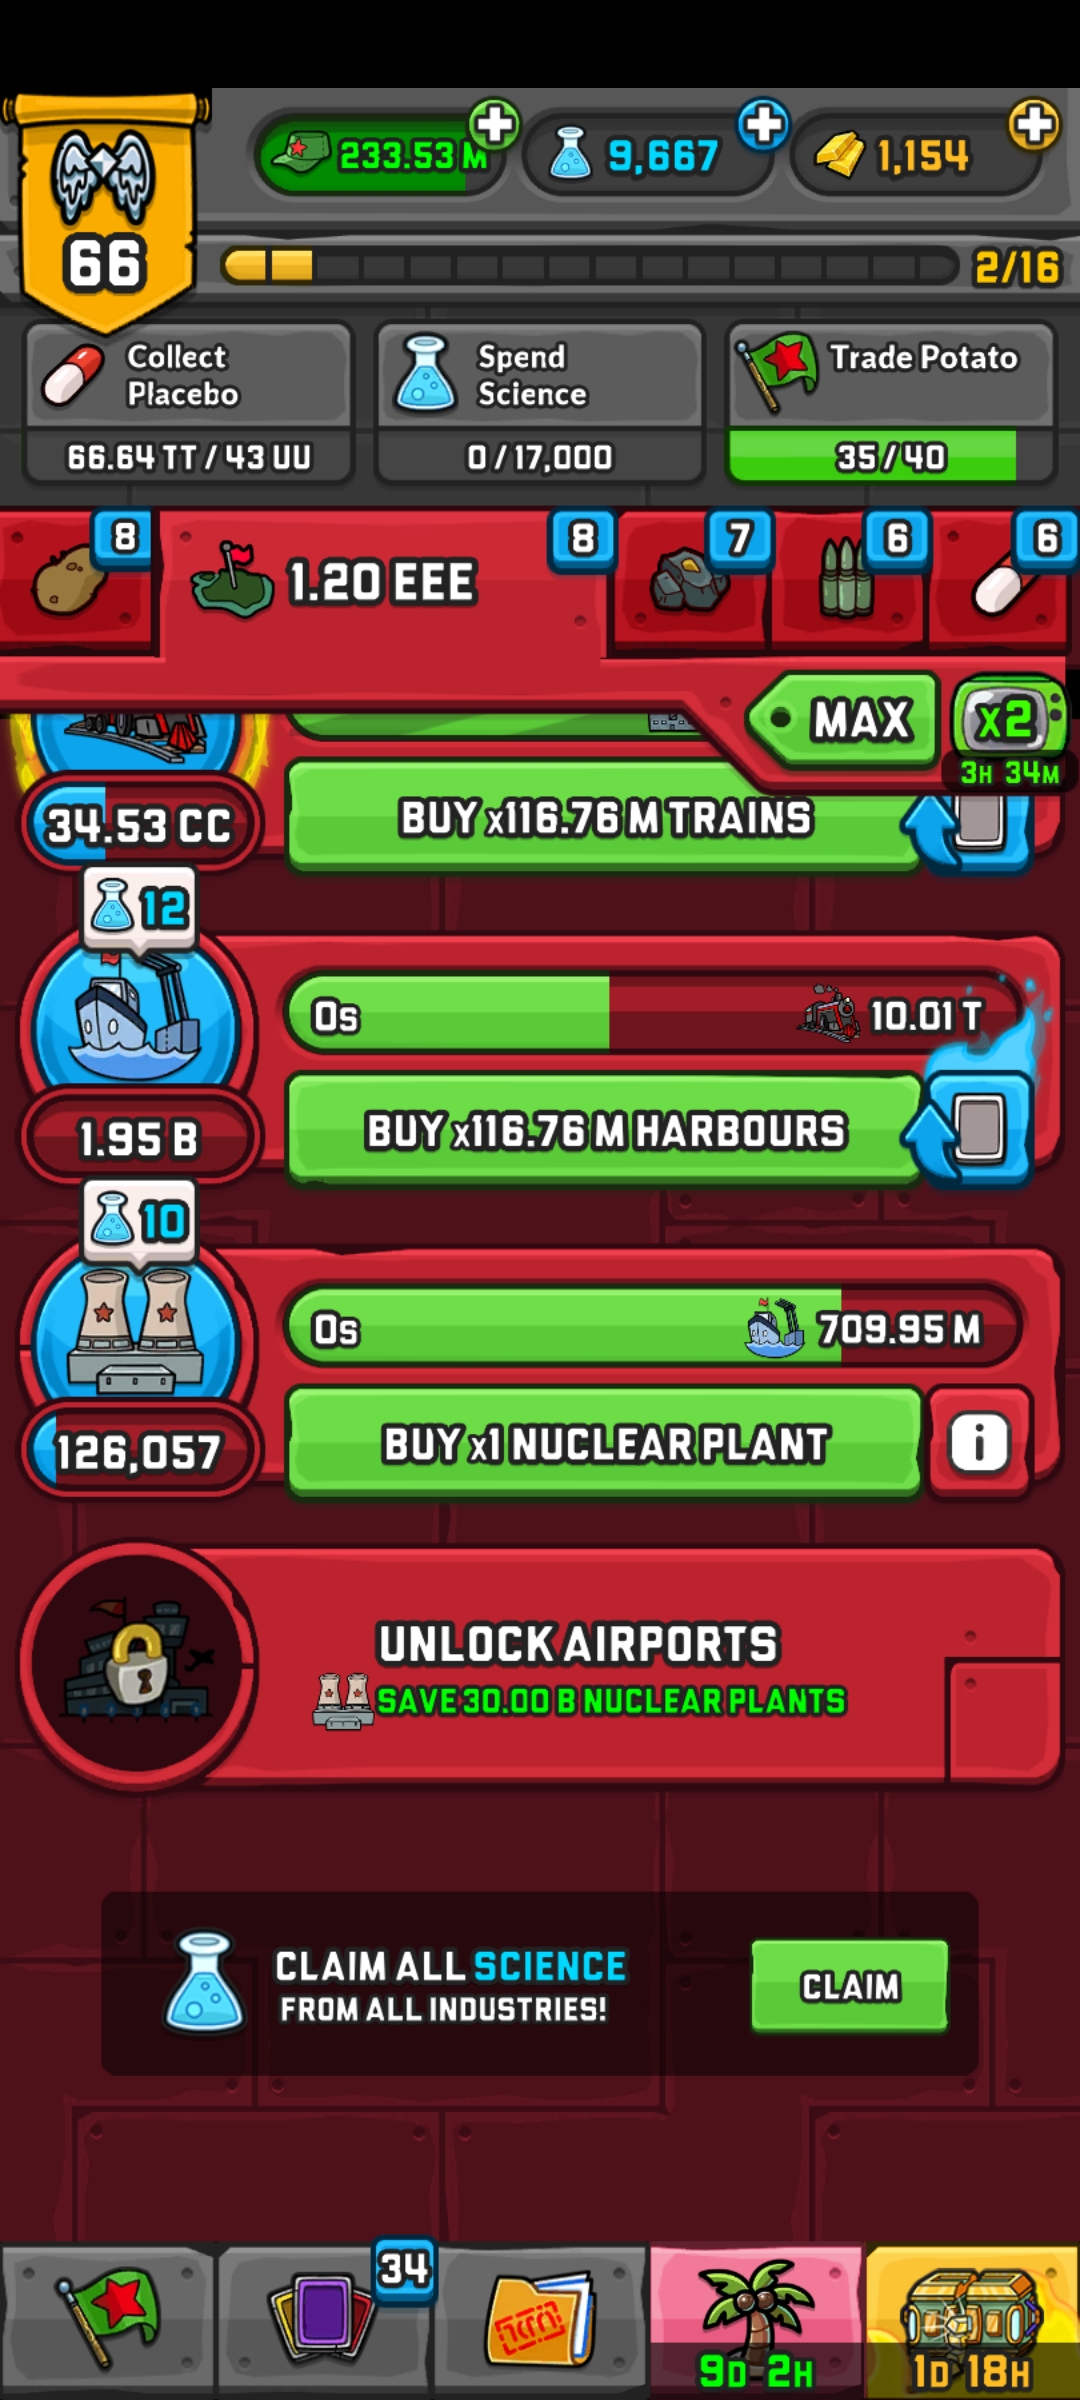 233.53 M
9,667
1,154
66
2/16
Collect
Placebo
66.64 TT / 43 UU
Spend
Science
0 / 17,000
Trade Potato
35 / 40
8
1.20 EEE
8
7
6
6
MAX
x2
3H 34M
34.53 CC
BUY x116.76 M TRAINS
12
0s
10.01 T
1.95 B
BUY x116.76 M HARBOURS
10
0s
709.95 M
126,057
BUY x1 NUCLEAR PLANT
i
UNLOCK AIRPORTS
SAVE 30.00 B NUCLEAR PLANTS
CLAIM ALL SCIENCE
FROM ALL INDUSTRIES!
CLAIM
34
9D 2H
1D 18H